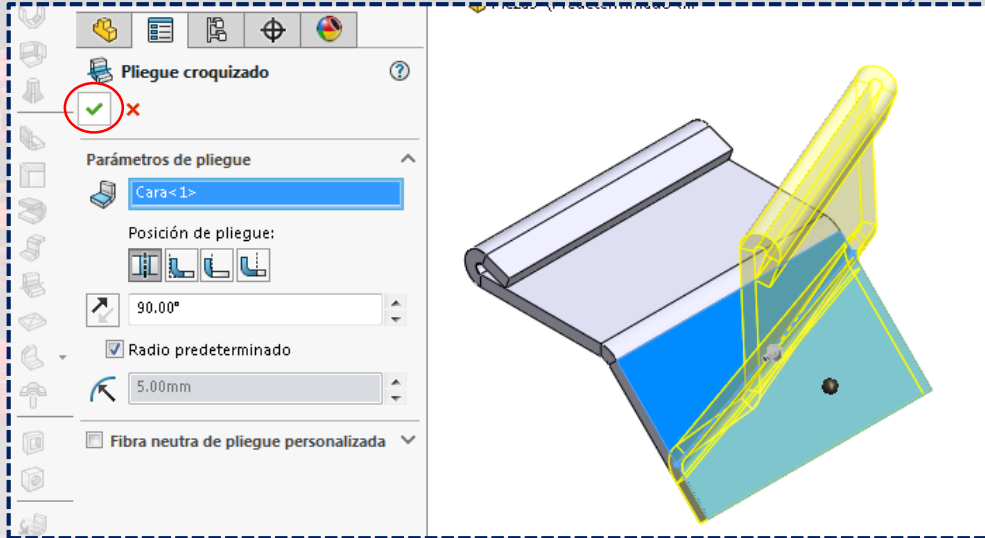 Pliegue croquizado
Parámetros de pliegue
Cara<1>
Posición de pliegue:
90.00°
Radio predeterminado
5.00mm
Fibra neutra de pliegue personalizada